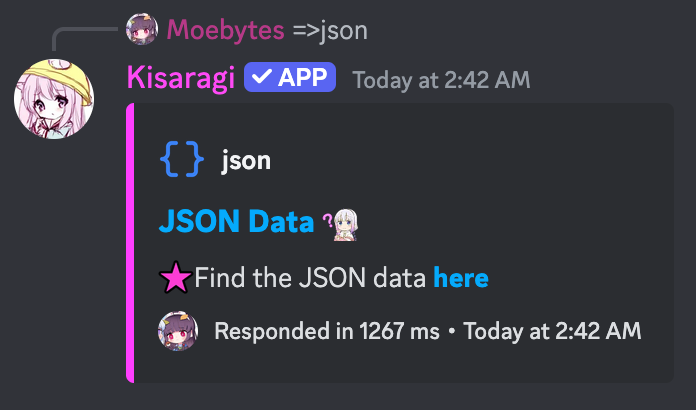 Moebytes =>json
Kisaragi ✓ APP Today at 2:42 AM
{} json
JSON Data
Find the JSON data here
Responded in 1267 ms • Today at 2:42 AM